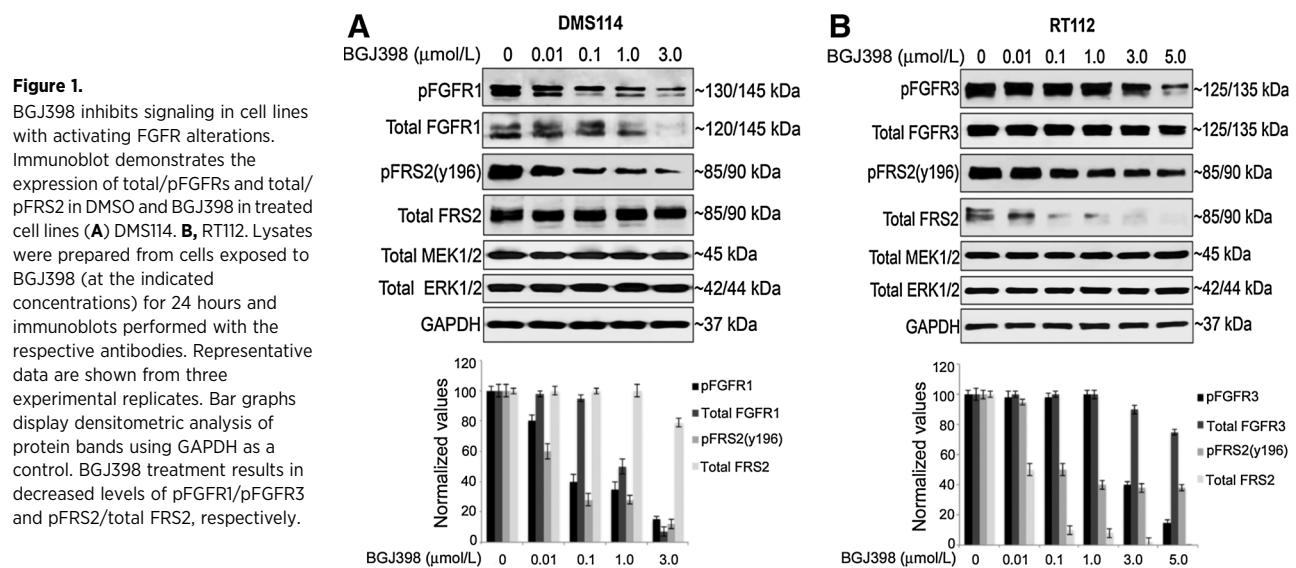 Figure 1.
BGJ398 inhibits signaling in cell lines
with activating FGFR alterations.
Immunoblot demonstrates the
expression of total/pFGFRs and total/
pFRS2 in DMSO and BGJ398 in treated
cell lines (A) DMS114. B, RT112. Lysates
were prepared from cells exposed to
BGJ398 (at the indicated
concentrations) for 24 hours and
immunoblots performed with the
respective antibodies. Representative
data are shown from three
experimental replicates. Bar graphs
display densitometric analysis of
protein bands using GAPDH as a
control. BGJ398 treatment results in
decreased levels of pFGFR1/pFGFR3
and pFRS2/total FRS2, respectively.
A
DMS114
BGJ398 (μmol/L) 0 0.01 0.1 1.0 3.0
pFGFR1 ~130/145 kDa
Total FGFR1 ~120/145 kDa
pFRS2(y196) ~85/90 kDa
Total FRS2 ~85/90 kDa
Total MEK1/2 ~45 kDa
Total ERK1/2 ~42/44 kDa
GAPDH ~37 kDa
Normalized values
120
100
80
60
40
20
0
pFGFR1
Total FGFR1
pFRS2(y196)
Total FRS2
BGJ398 (μmol/L) 0 0.01 0.1 1.0 3.0
B
RT112
BGJ398 (μmol/L) 0 0.01 0.1 1.0 3.0 5.0
pFGFR3 ~125/135 kDa
Total FGFR3 ~125/135 kDa
pFRS2(y196) ~85/90 kDa
Total FRS2 ~85/90 kDa
Total MEK1/2 ~45 kDa
Total ERK1/2 ~42/44 kDa
GAPDH ~37 kDa
Normalized values
120
100
80
60
40
20
0
pFGFR3
Total FGFR3
pFRS2(y196)
Total FRS2
BGJ398 (μmol/L) 0 0.01 0.1 1.0 3.0 5.0